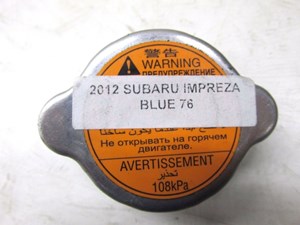 警告
WARNING
ПРЕДУПРЕЖДЕНИЕ
2012 SUBARU IMPREZA
BLUE 76
Не открывать на горячем
двигателе.
AVERTISSEMENT
تحذير
108kPa